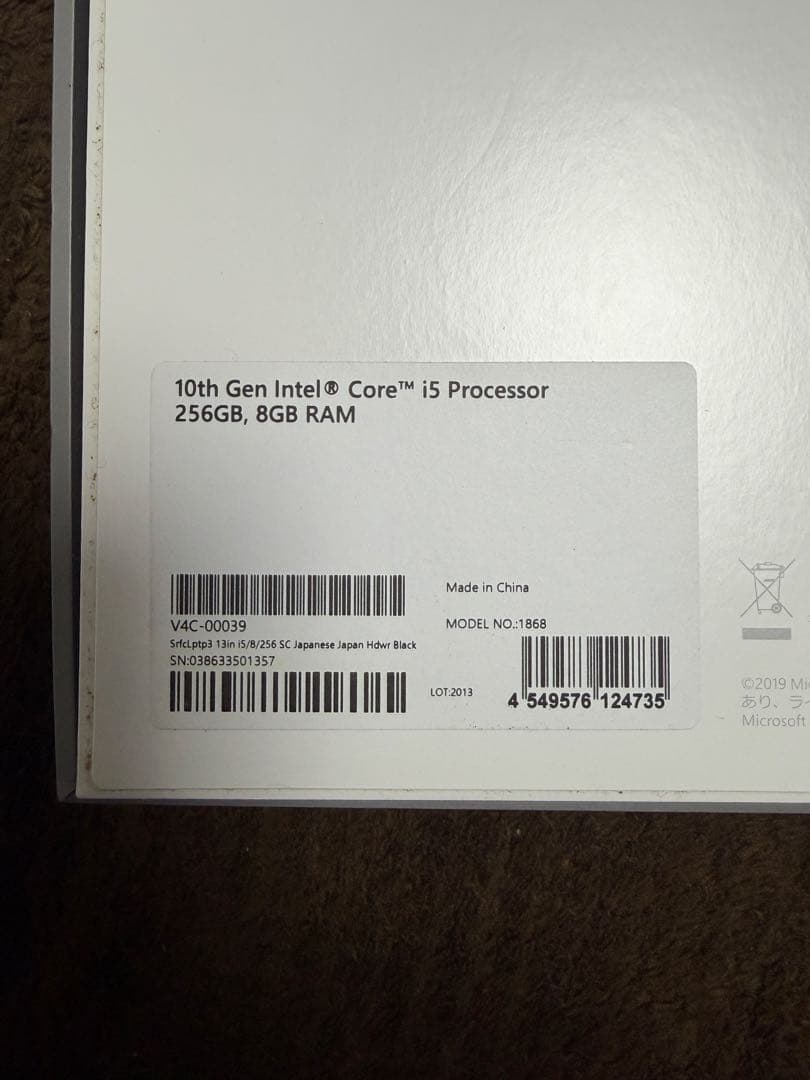 10th Gen Intel® Core™ i5 Processor
256GB, 8GB RAM
V4C-00039
SrfcLptp3 13in i5/8/256 SC Japanese Japan Hdwr Black
SN:038633501357
Made in China
MODEL NO.:1868
LOT:2013
4 549576 124735
©2019 Mi
あり、ラ
Microsoft